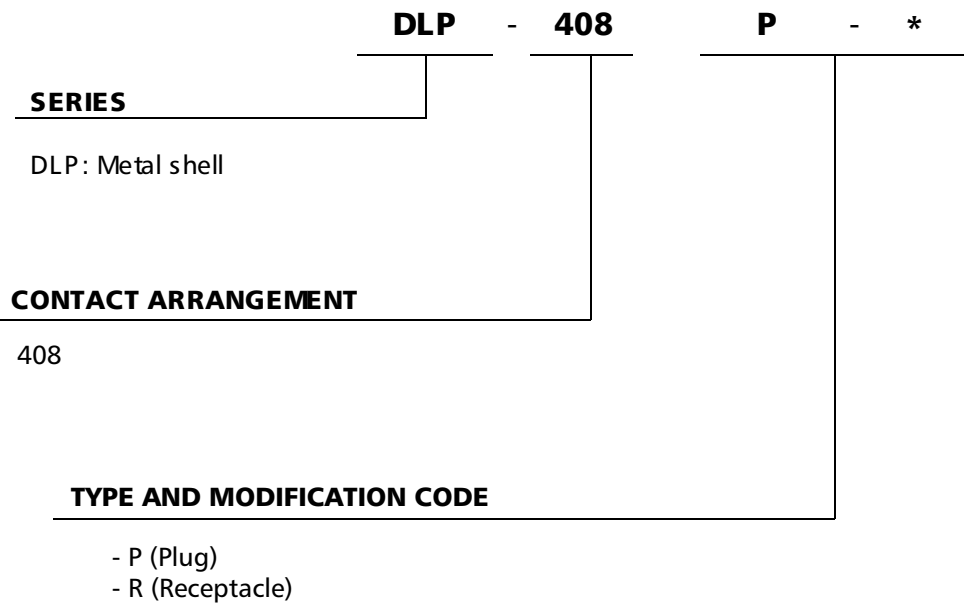 DLP - 408 P - *
SERIES
DLP: Metal shell
CONTACT ARRANGEMENT
408
TYPE AND MODIFICATION CODE
- P (Plug)
- R (Receptacle)